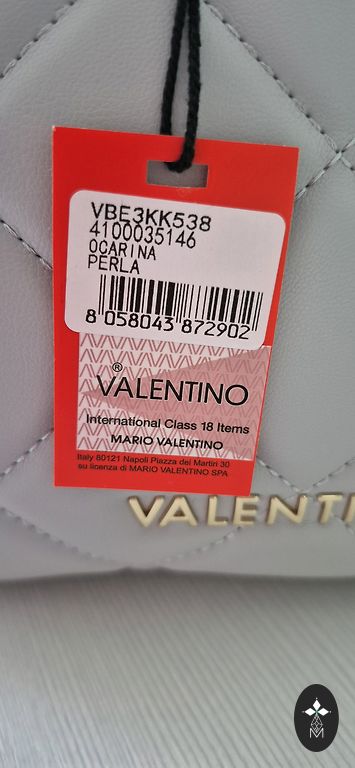 VBE3KK538
4100035146
OCARINA
PERLA
8 058043 872902
®
VALENTINO
International Class 18 Items
MARIO VALENTINO
Italy 80121 Napoli Piazza dei Martiri 30
su licenza di MARIO VALENTINO SPA
VALENTI
M